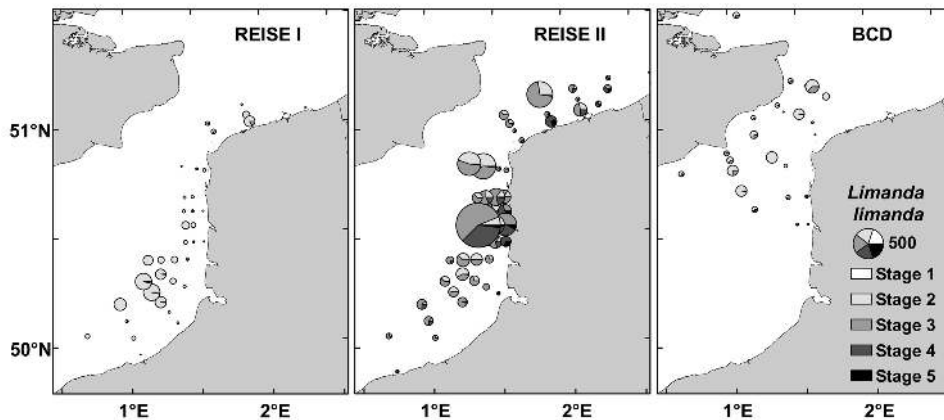 REISE I
REISE II
BCD
51°N
50°N
Limanda
limanda
500
Stage 1
Stage 2
Stage 3
Stage 4
Stage 5
1°E
2°E
1°E
2°E
1°E
2°E